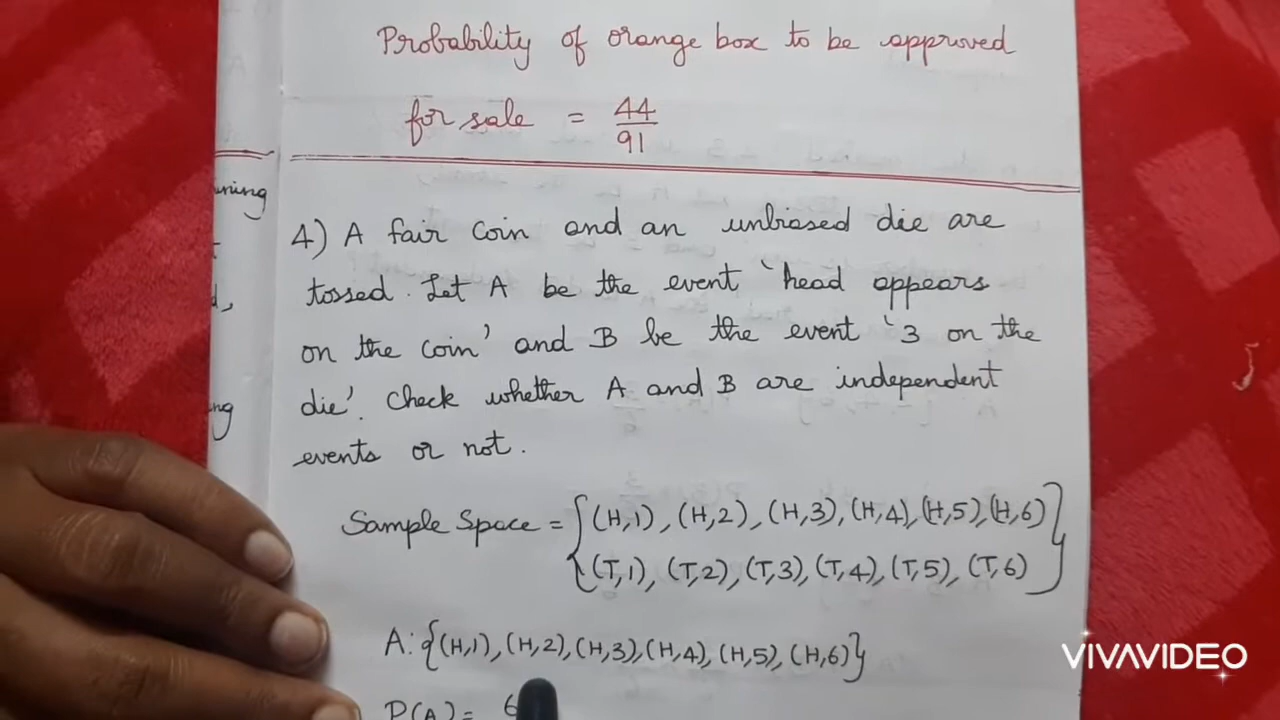 Probability of orange box to be approved
for sale = 44/91
4) A fair coin and an unbiased die are
tossed. Let A be the event 'head appears
on the coin' and B be the event '3 on the
die'. Check whether A and B are independent
events or not.
Sample Space = {(H,1), (H,2), (H,3), (H,4), (H,5), (H,6)
(T,1), (T,2), (T,3), (T,4), (T,5), (T,6)}
A: {(H,1), (H,2), (H,3), (H,4), (H,5), (H,6)}
P(A) = 6
VIVAVIDEO